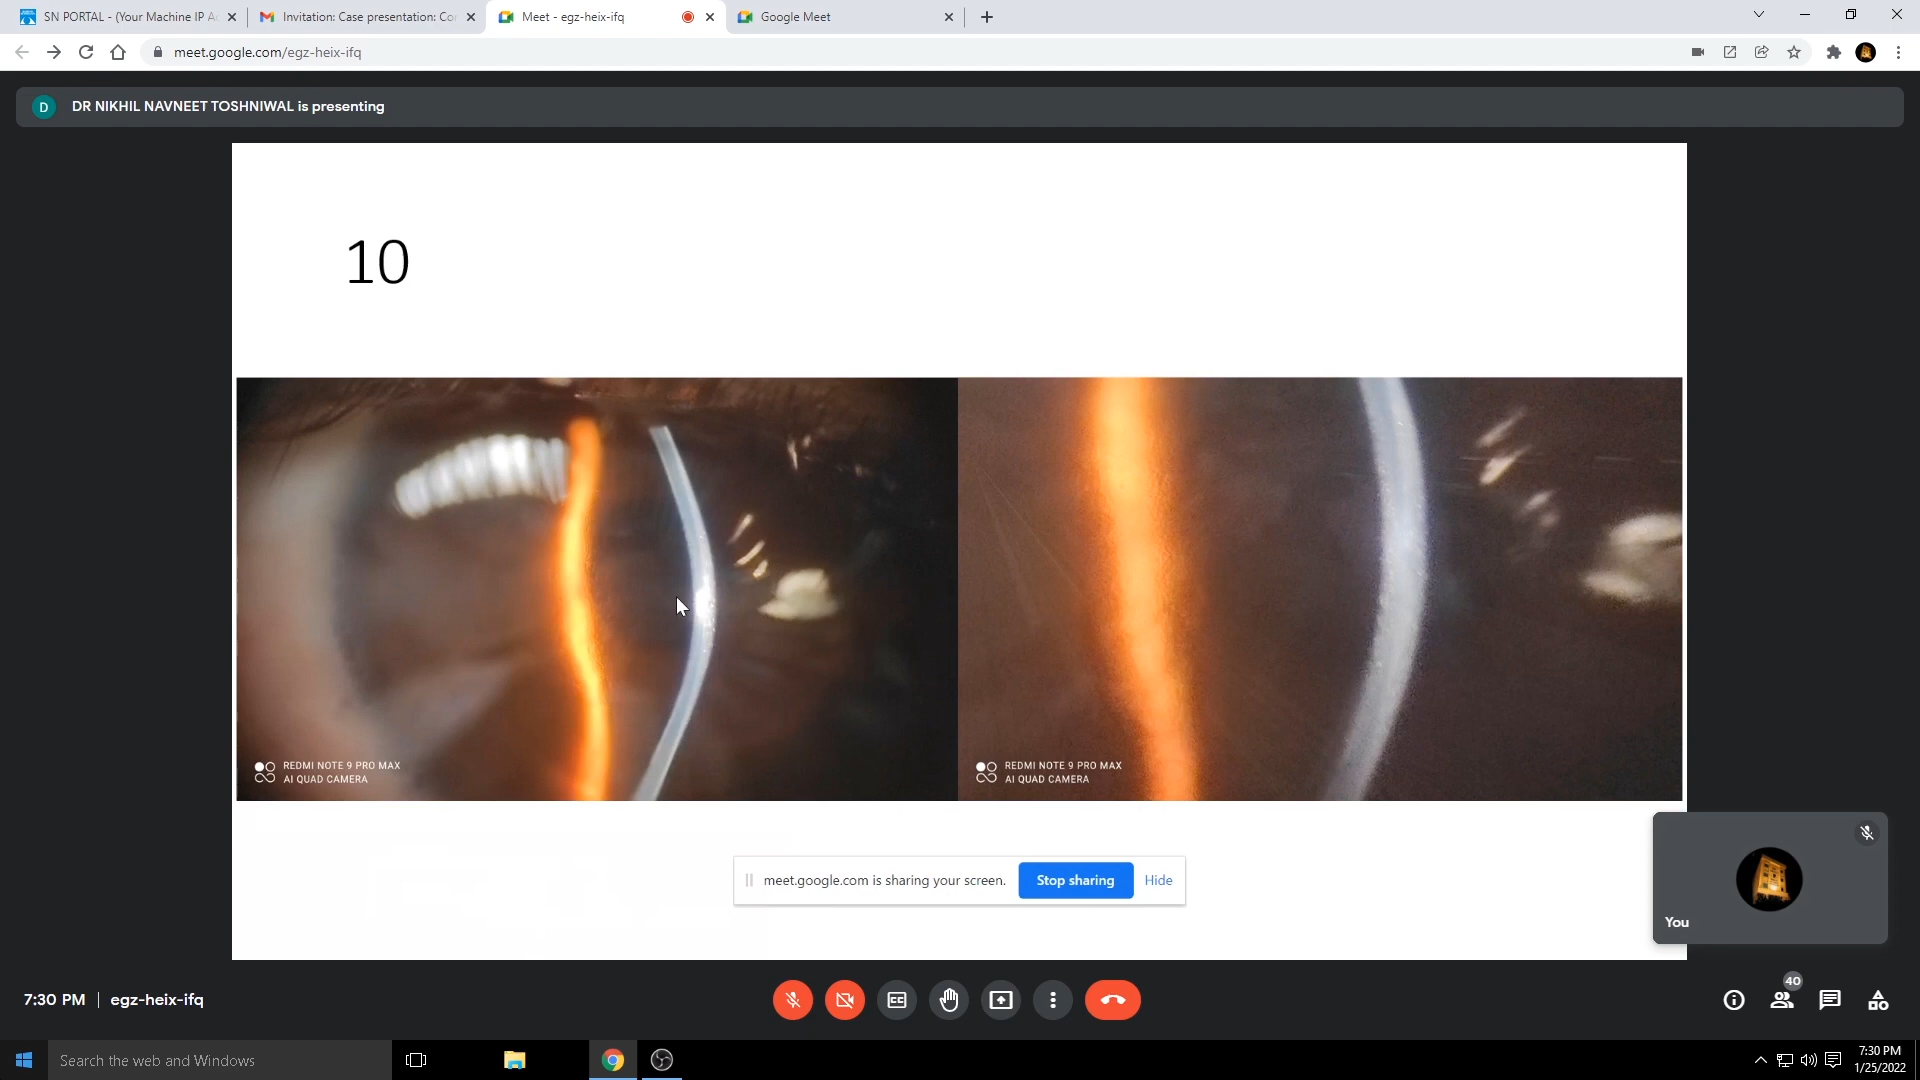 SN PORTAL - (Your Machine IP A
Invitation: Case presentation: Co
Meet - egz-heix-ifq
Google Meet
meet.google.com/egz-heix-ifq
D
DR NIKHIL NAVNEET TOSHNIWAL is presenting
10
REDMI NOTE 9 PRO MAX
AI QUAD CAMERA
REDMI NOTE 9 PRO MAX
AI QUAD CAMERA
meet.google.com is sharing your screen.
Stop sharing
Hide
You
7:30 PM | egz-heix-ifq
CC
40
Search the web and Windows
7:30 PM
1/25/2022